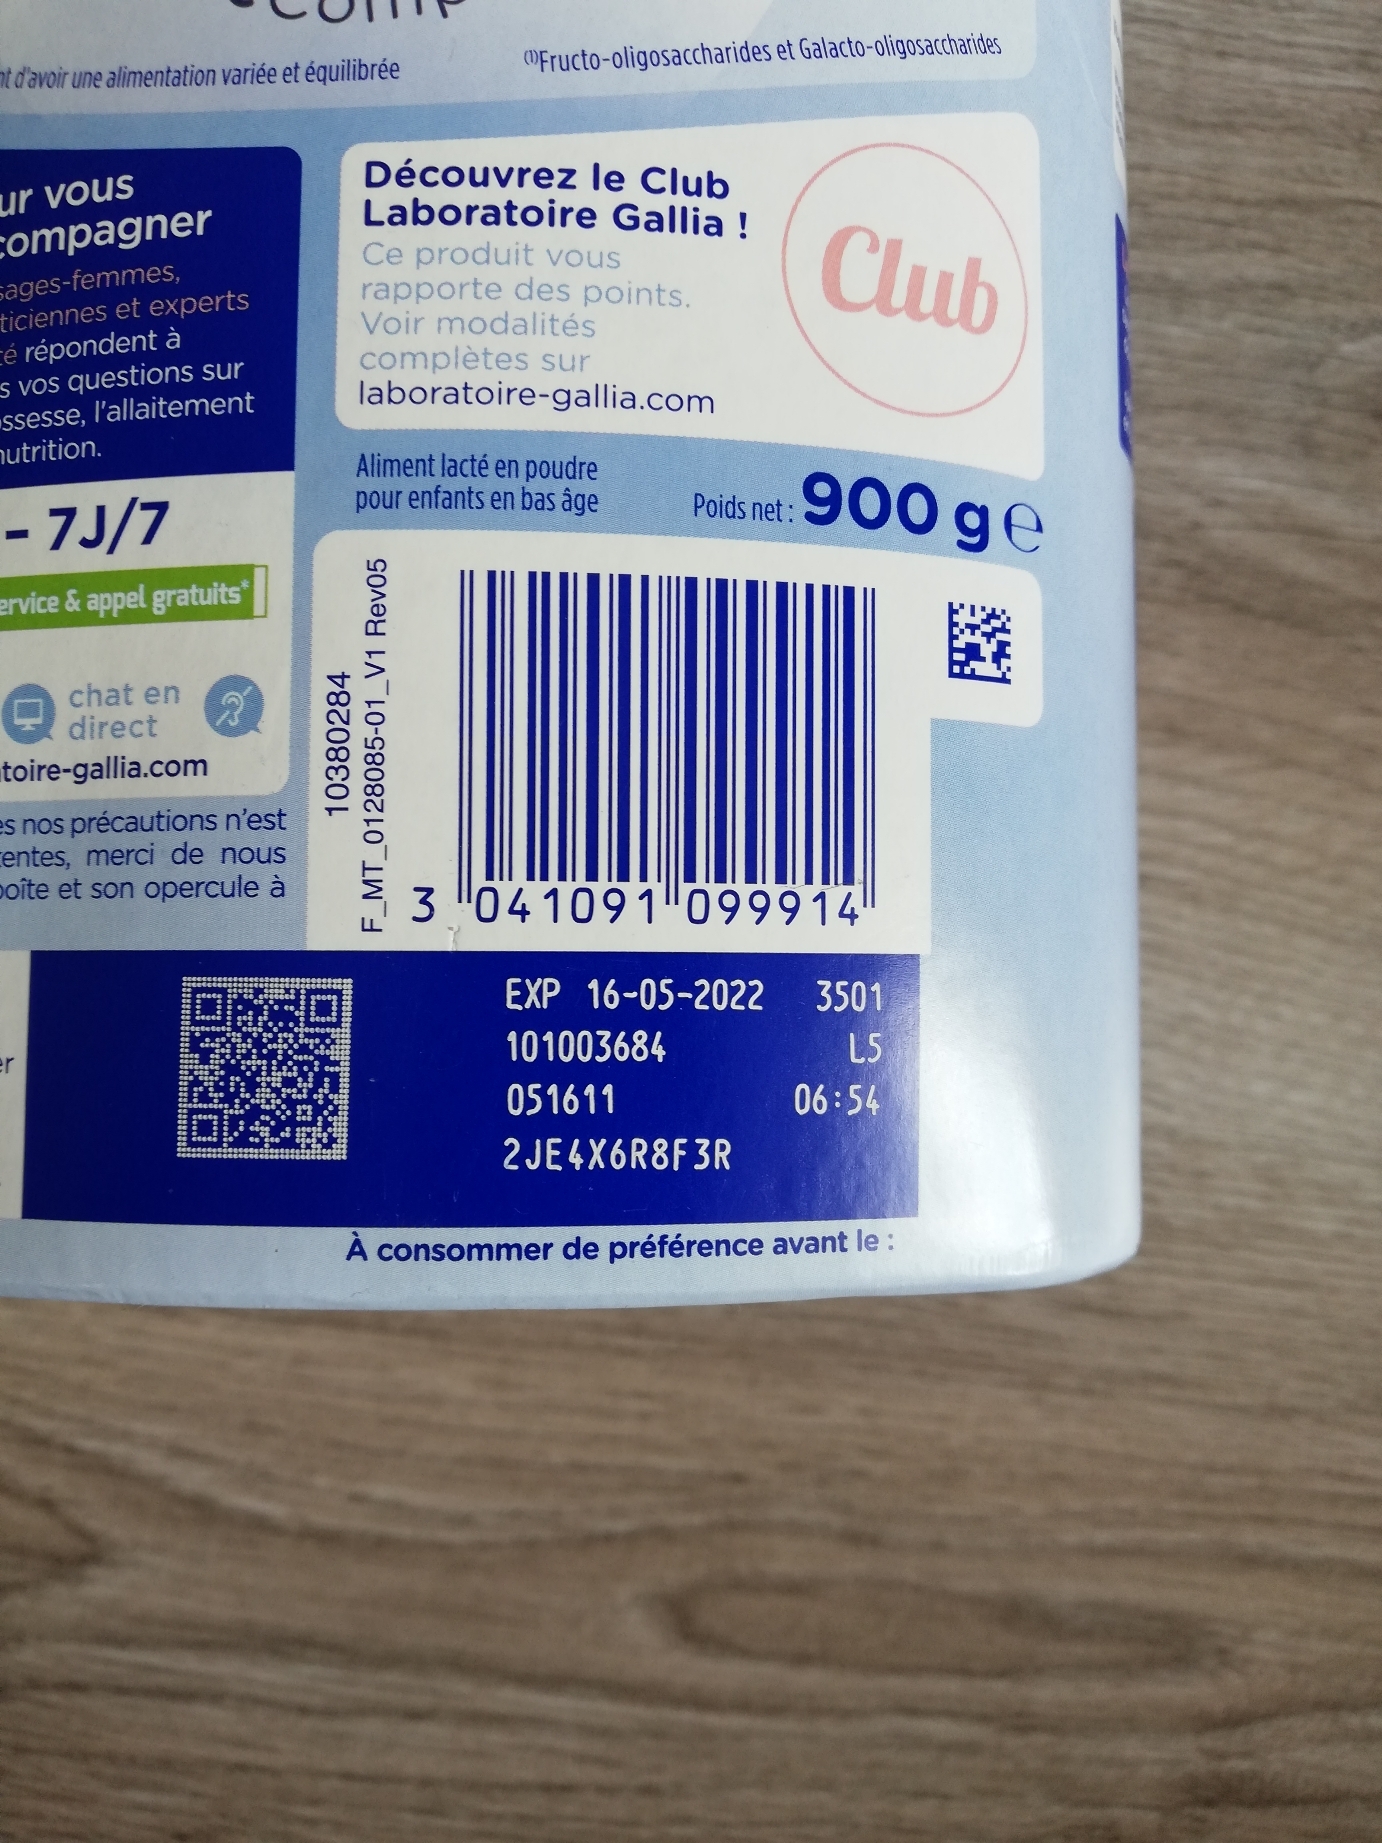 nt d'avoir une alimentation variée et équilibrée
(1)Fructo-oligosaccharides et Galacto-oligosaccharides
ur vous
compagner
sages-femmes,
ticiennes et experts
té répondent à
s vos questions sur
ossesse, l'allaitement
nutrition.
- 7J/7
ervice & appel gratuits*
chat en
direct
toire-gallia.com
es nos précautions n'est
tentes, merci de nous
boîte et son opercule à
Découvrez le Club
Laboratoire Gallia !
Ce produit vous
rapporte des points.
Voir modalités
complètes sur
laboratoire-gallia.com
Club
Aliment lacté en poudre
pour enfants en bas âge
Poids net : 900 g e
10380284
F_MT_0128085-01_V1 Rev05
3 041091 099914
er
EXP 16-05-2022 3501
101003684 L5
051611 06:54
2JE4X6R8F3R
À consommer de préférence avant le :